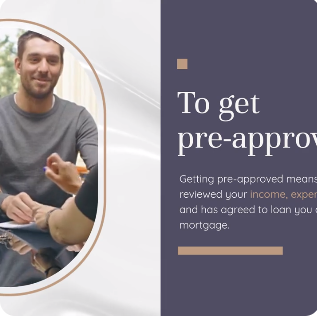 To get
pre-approv
Getting pre-approved means
reviewed your income, exper
and has agreed to loan you
mortgage.